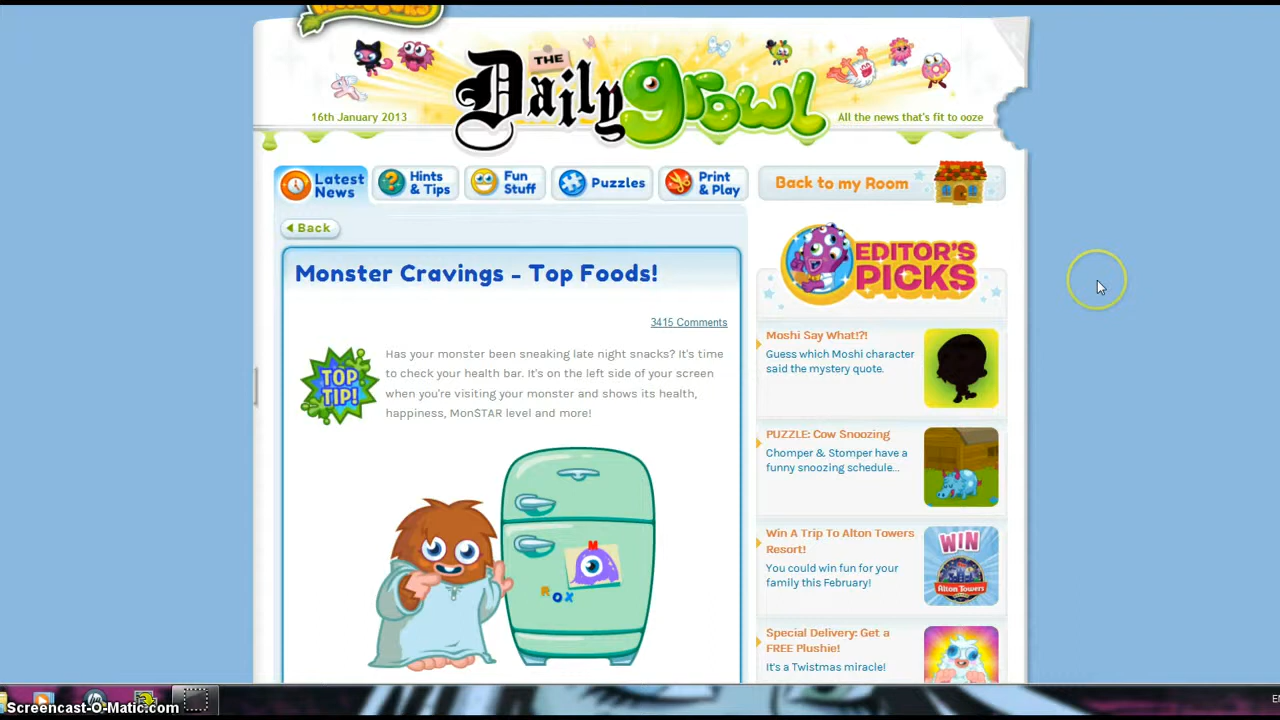 THE
Daily growl
16th January 2013
All the news that's fit to ooze
Latest
News
Hints
& Tips
Fun
Stuff
Puzzles
Print
& Play
Back to my Room
Back
Monster Cravings - Top Foods!
3415 Comments
TOP
TIP!
Has your monster been sneaking late night snacks? It's time
to check your health bar. It's on the left side of your screen
when you're visiting your monster and shows its health,
happiness, MonSTAR level and more!
M
ROX
EDITOR'S
PICKS
Moshi Say What!?!
Guess which Moshi character
said the mystery quote.
PUZZLE: Cow Snoozing
Chomper & Stomper have a
funny snoozing schedule...
Win A Trip To Alton Towers
Resort!
You could win fun for your
family this February!
WIN
Alton Towers
Special Delivery: Get a
FREE Plushie!
It's a Twistmas miracle!
Screencast-O-Matic.com